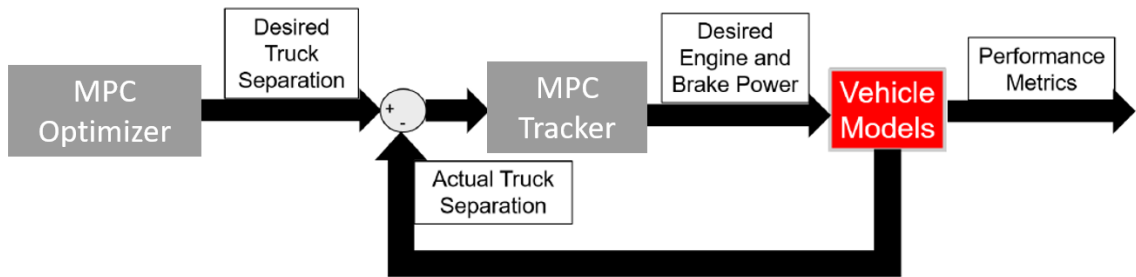 MPC
Optimizer
Desired
Truck
Separation
+
-
MPC
Tracker
Desired
Engine and
Brake Power
Vehicle
Models
Performance
Metrics
Actual Truck
Separation